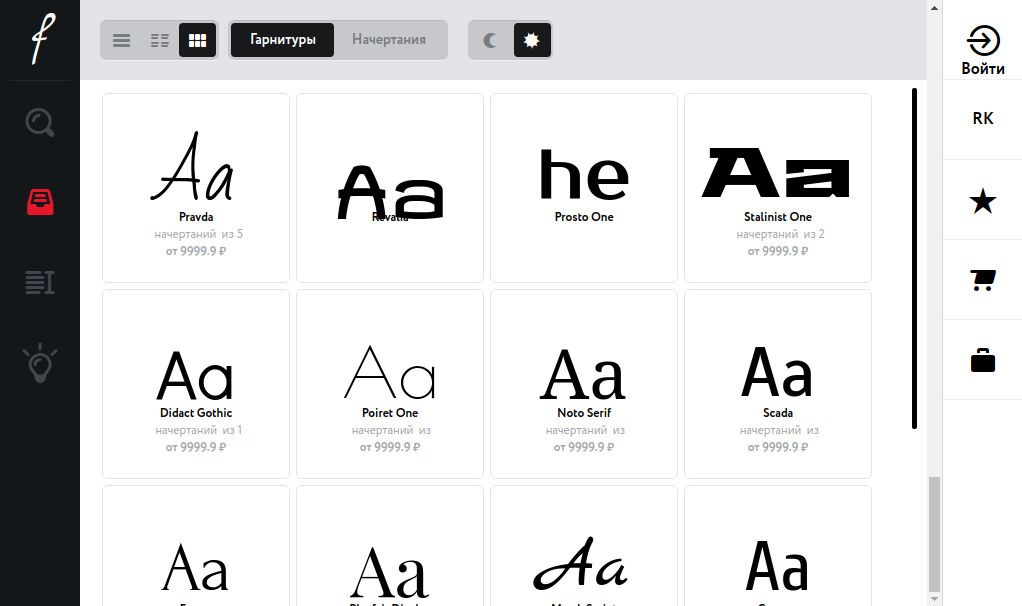 f
Гарнитуры
Начертания
Войти
RK
Aa
Aa
he
Aa
Pravda
Revalia
Prosto One
Stalinist One
начертаний из 5
начертаний из 2
от 9999.9 ₽
от 9999.9 ₽
Aa
Aa
Aa
Aa
Didact Gothic
Poiret One
Noto Serif
Scada
начертаний из 1
начертаний из
начертаний из
начертаний из
от 9999.9 ₽
от 9999.9 ₽
от 9999.9 ₽
от 9999.9 ₽
Aa
Aa
Aa
Aa